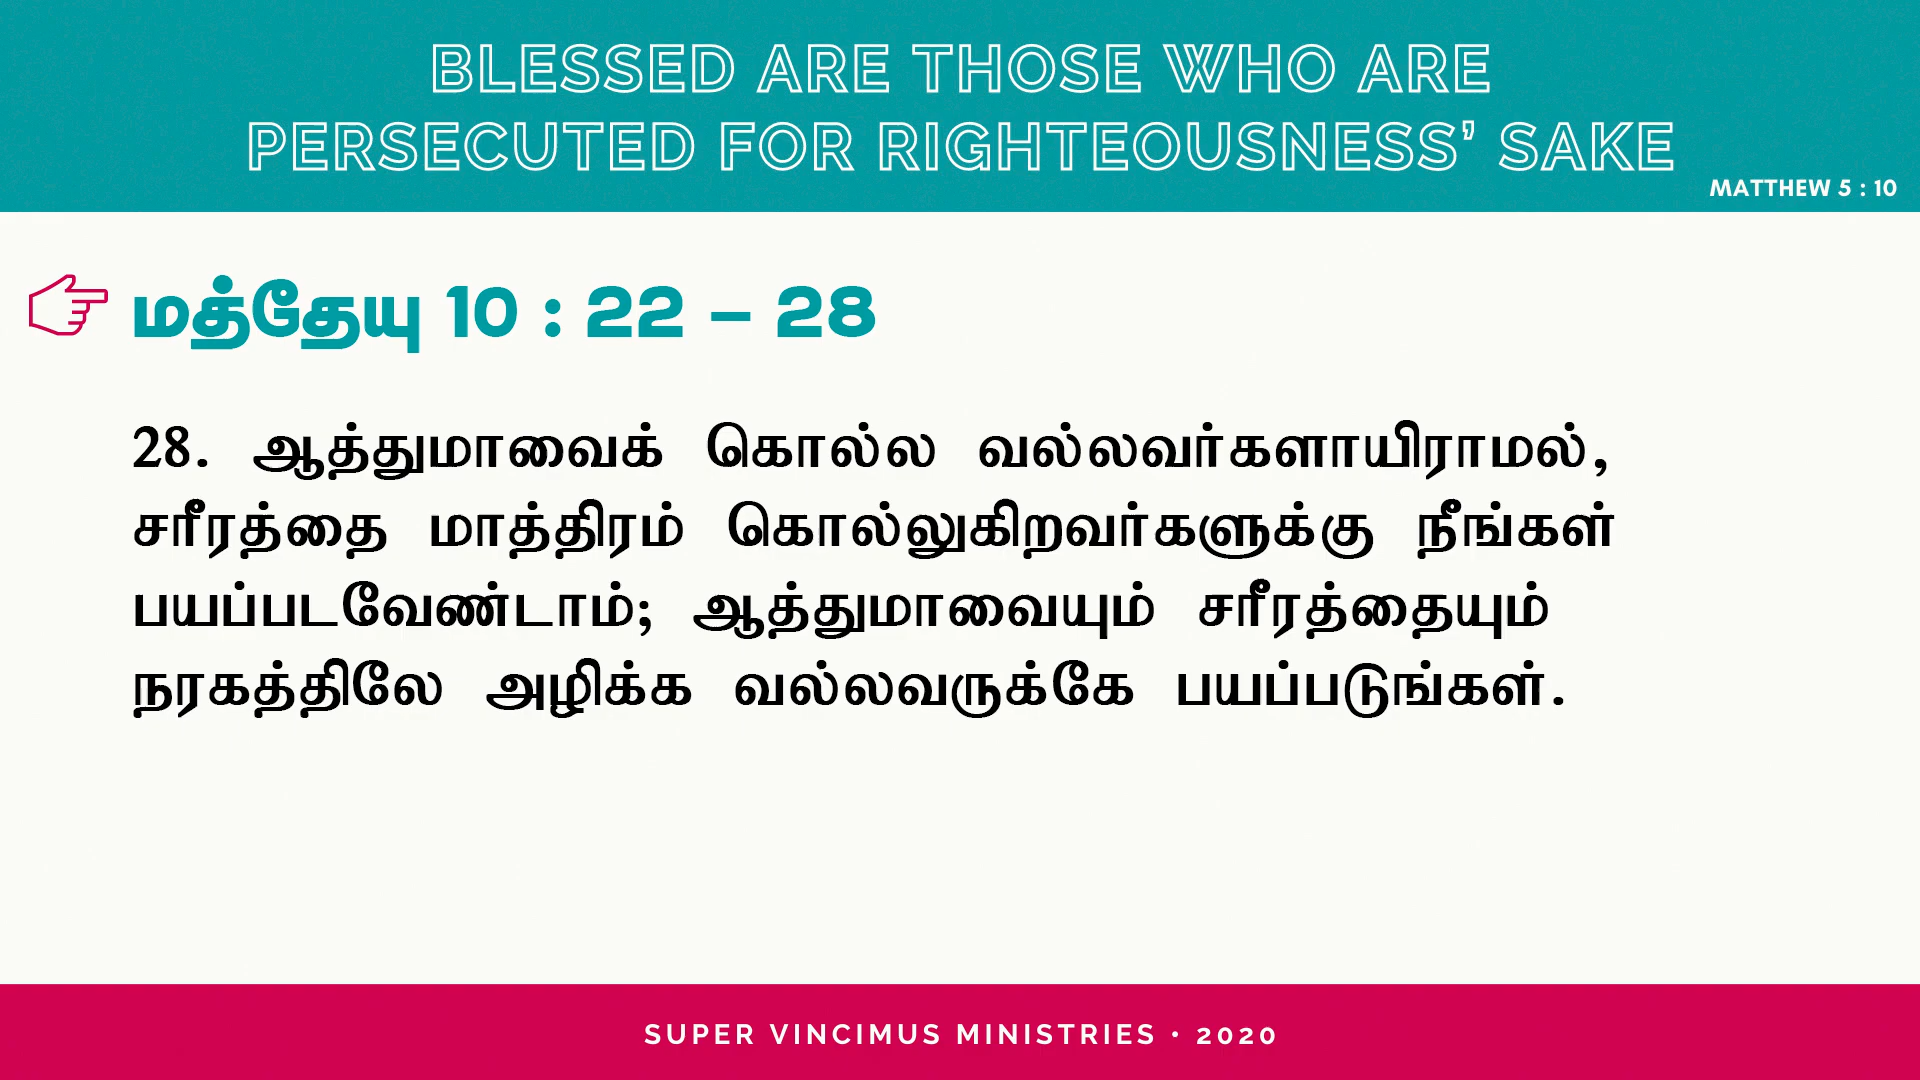 BLESSED ARE THOSE WHO ARE
PERSECUTED FOR RIGHTEOUSNESS’ SAKE
MATTHEW 5 : 10
மத்தேயு 10 : 22 – 28
28. ஆத்துமாவைக் கொல்ல வல்லவர்களாயிராமல்,
சரீரத்தை மாத்திரம் கொல்லுகிறவர்களுக்கு நீங்கள்
பயப்படவேண்டாம்; ஆத்துமாவையும் சரீரத்தையும்
நரகத்திலே அழிக்க வல்லவருக்கே பயப்படுங்கள்.
SUPER VINCIMUS MINISTRIES • 2020